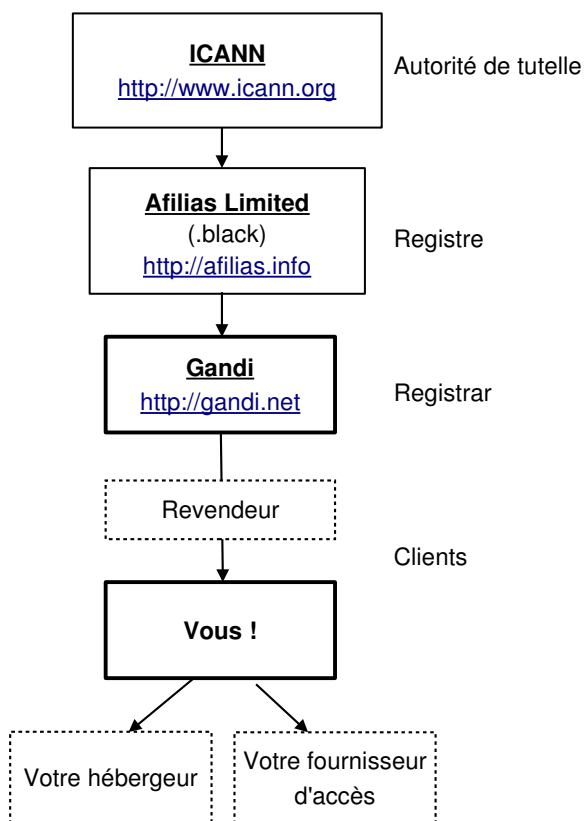 ICANN
http://www.icann.org
Autorité de tutelle
Afilias Limited
(.black)
http://afilias.info
Registre
Gandi
http://gandi.net
Registrar
Revendeur
Clients
Vous !
Votre hébergeur
Votre fournisseur
d'accès